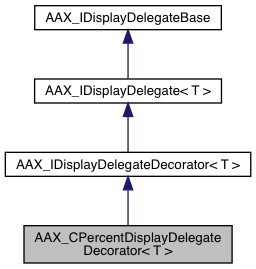 AAX_IDisplayDelegateBase
AAX_IDisplayDelegate< T >
AAX_IDisplayDelegateDecorator< T >
AAX_CPercentDisplayDelegate
Decorator< T >